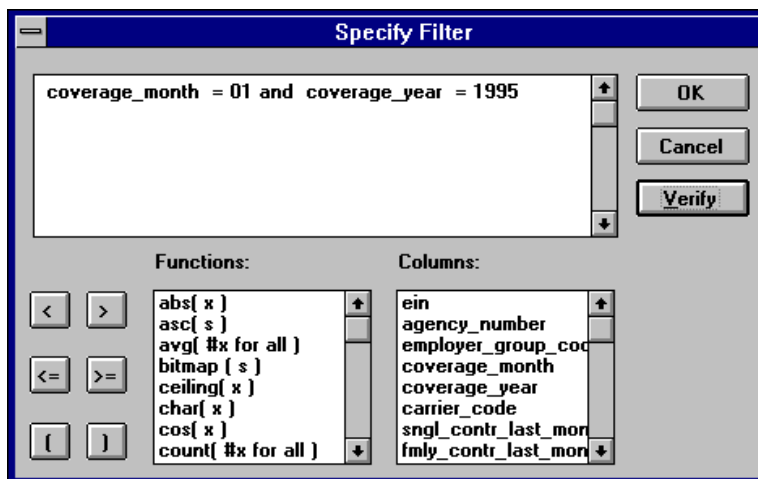 Specify Filter
coverage_month = 01 and coverage_year = 1995
OK
Cancel
Verify
Functions:
Columns:
< >
<= >=
( )
abs( x )
asc( s )
avg( #x for all )
bitmap ( s )
ceiling( x )
char( x )
cos( x )
count( #x for all )
ein
agency_number
employer_group_cod
coverage_month
coverage_year
carrier_code
sngl_contr_last_mon
fmly_contr_last_mon